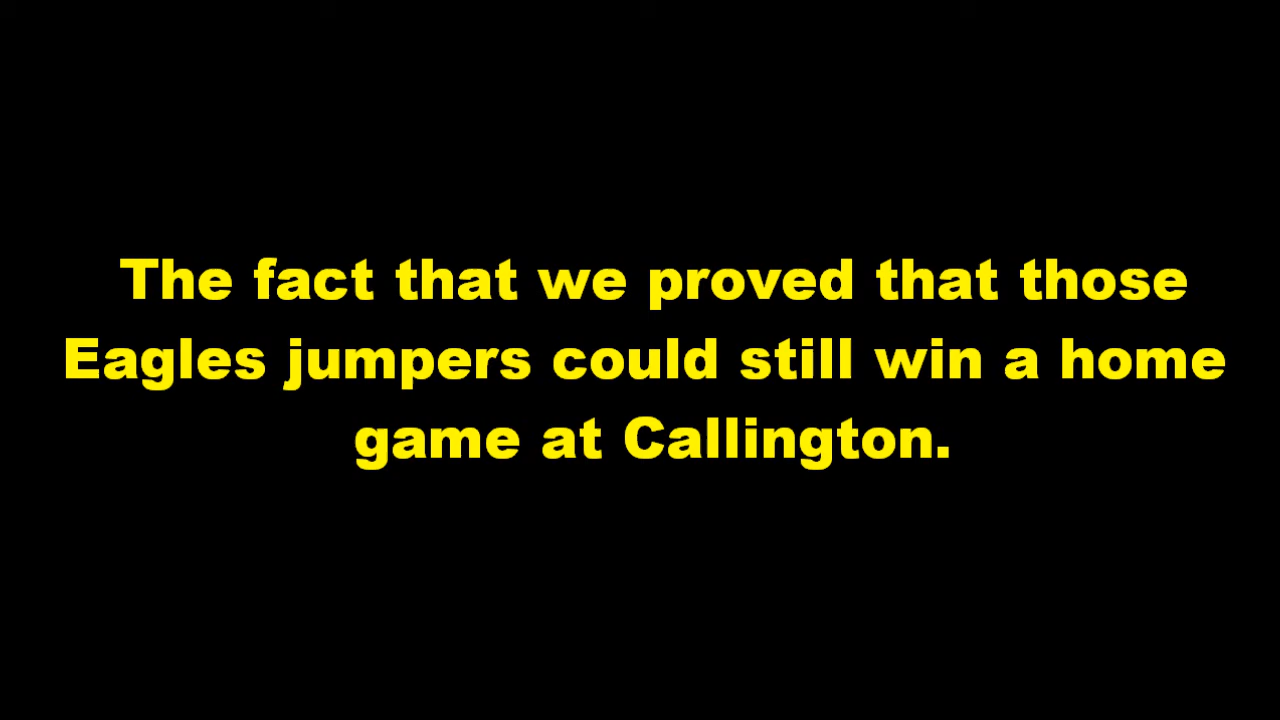 The fact that we proved that those
Eagles jumpers could still win a home
game at Callington.